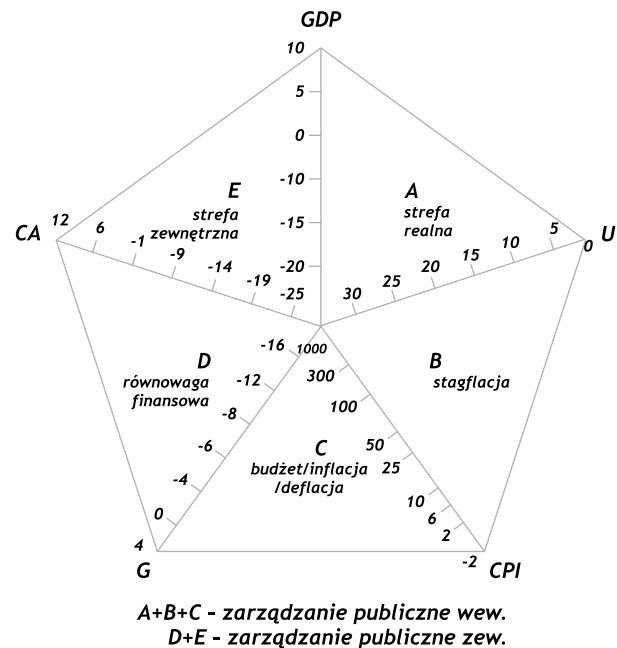 GDP
10
5
0
-10
-15
-20
-25
E
strefa
zewnętrzna
A
strefa
realna
CA
12
6
-1
-9
-14
-19
U
0
5
10
15
20
25
30
D
równowaga
finansowa
B
stagflacja
C
budżet/inflacja
/deflacja
-16
-12
-8
-6
-4
0
4
G
1000
300
100
50
25
10
6
2
-2
CPI
A+B+C – zarządzanie publiczne wew.
D+E – zarządzanie publiczne zew.